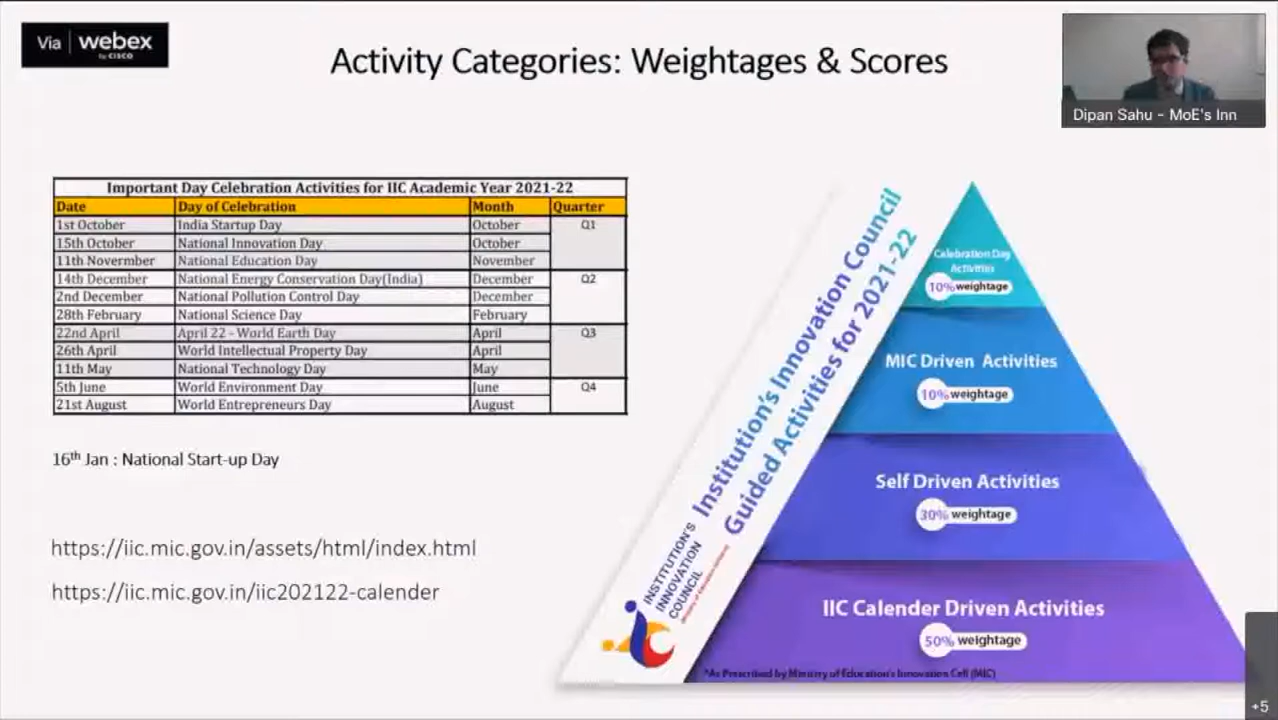 Via webex
by CISCO
Activity Categories: Weightages & Scores
Dipan Sahu - MoE's Inn
Important Day Celebration Activities for IIC Academic Year 2021-22
Date Day of Celebration Month Quarter
1st October India Startup Day October Q1
15th October National Innovation Day October
11th Novermber National Education Day November
14th December National Energy Conservation Day(India) December Q2
2nd December National Pollution Control Day December
28th February National Science Day February
22nd April April 22 - World Earth Day April Q3
26th April World Intellectual Property Day April
11th May National Technology Day May
5th June World Environment Day June Q4
21st August World Entrepreneurs Day August
16th Jan : National Start-up Day
https://iic.mic.gov.in/assets/html/index.html
https://iic.mic.gov.in/iic202122-calender
Institution's Innovation Council
Guided Activities for 2021-22
INSTITUTION'S
INNOVATION
COUNCIL
Celebration Day
Activities
10% weightage
MIC Driven Activities
10% weightage
Self Driven Activities
30% weightage
IIC Calender Driven Activities
50% weightage
*As Prescribed by Ministry of Education's Innovation Cell (MIC)
+5